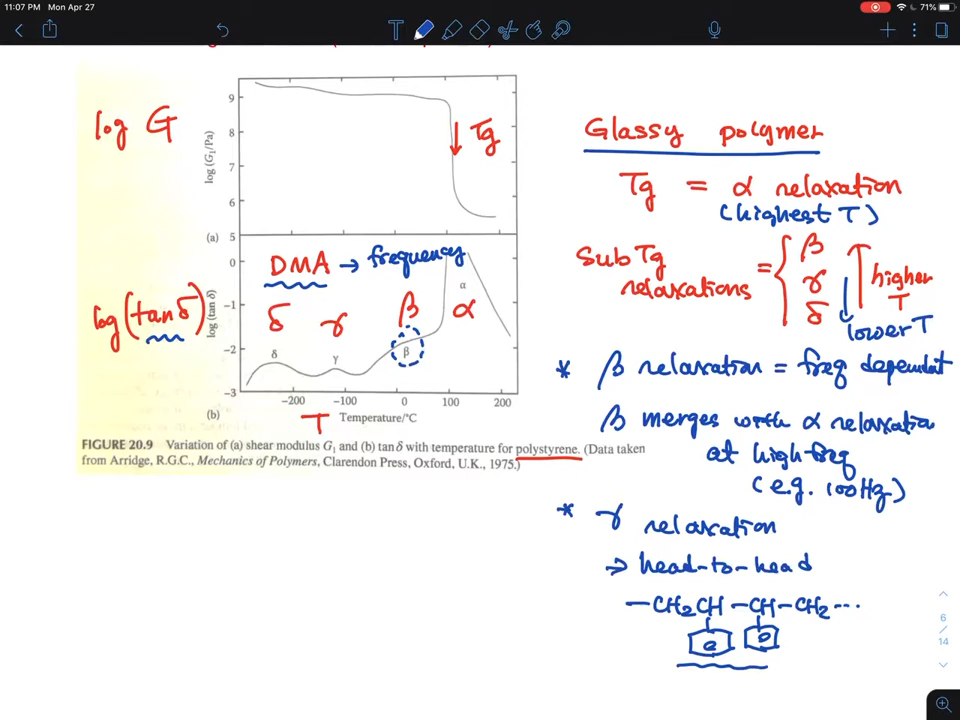 11:07 PM Mon Apr 27
71%
log G
log (G₁/Pa)
9
8
7
6
5
(a)
Tg
DMA → frequency
log (tan δ)
log (tan δ)
0
−1
−2
−3
(b)
δ γ β α
δ
γ
β
α
−200 −100 0 100 200
T
Temperature/°C
FIGURE 20.9 Variation of (a) shear modulus G₁ and (b) tan δ with temperature for polystyrene. (Data taken
from Arridge, R.G.C., Mechanics of Polymers, Clarendon Press, Oxford, U.K., 1975.)
Glassy polymer
Tg = α relaxation
(highest T)
Sub Tg
relaxations = { β γ δ
higher
T
lower T
* β relaxation = freq dependent
β merges with α relaxation
at high freq
(e.g. 100Hz)
* γ relaxation
→ head-to-head
—CH₂CH—CH—CH₂...
6
/
14